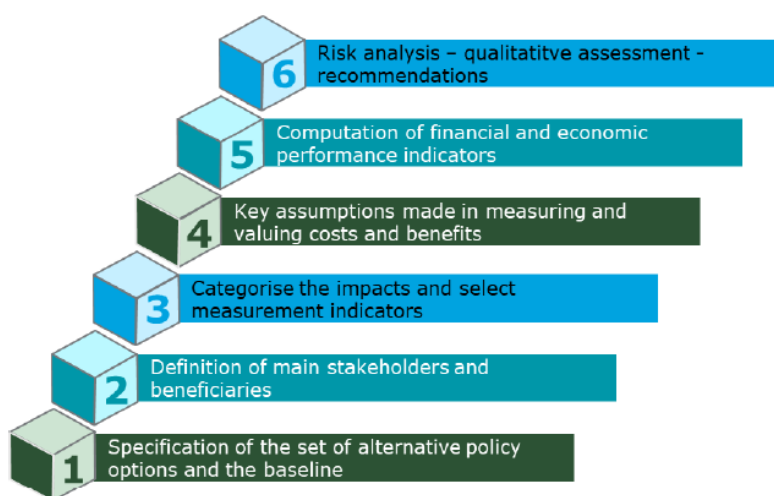 6
Risk analysis – qualitatitve assessment -
recommendations
5
Computation of financial and economic
performance indicators
4
Key assumptions made in measuring and
valuing costs and benefits
3
Categorise the impacts and select
measurement indicators
2
Definition of main stakeholders and
beneficiaries
1
Specification of the set of alternative policy
options and the baseline